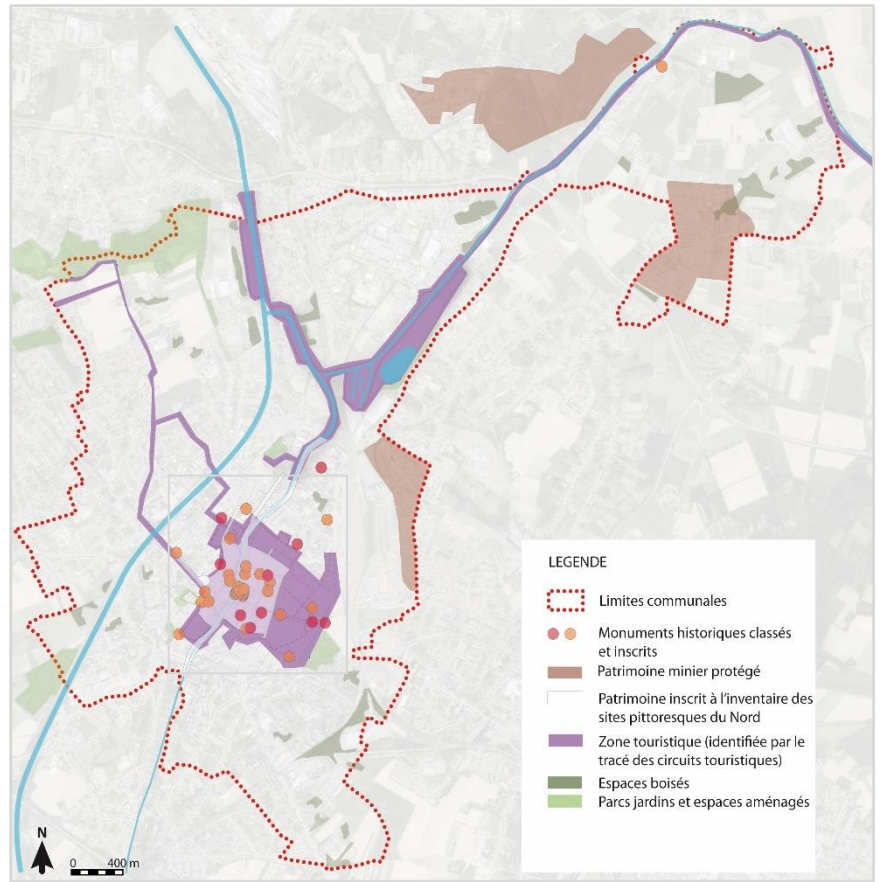 LEGENDE
Limites communales
Monuments historiques classés
et inscrits
Patrimoine minier protégé
Patrimoine inscrit à l'inventaire des
sites pittoresques du Nord
Zone touristique (identifiée par le
tracé des circuits touristiques)
Espaces boisés
Parcs jardins et espaces aménagés
N
0 400 m